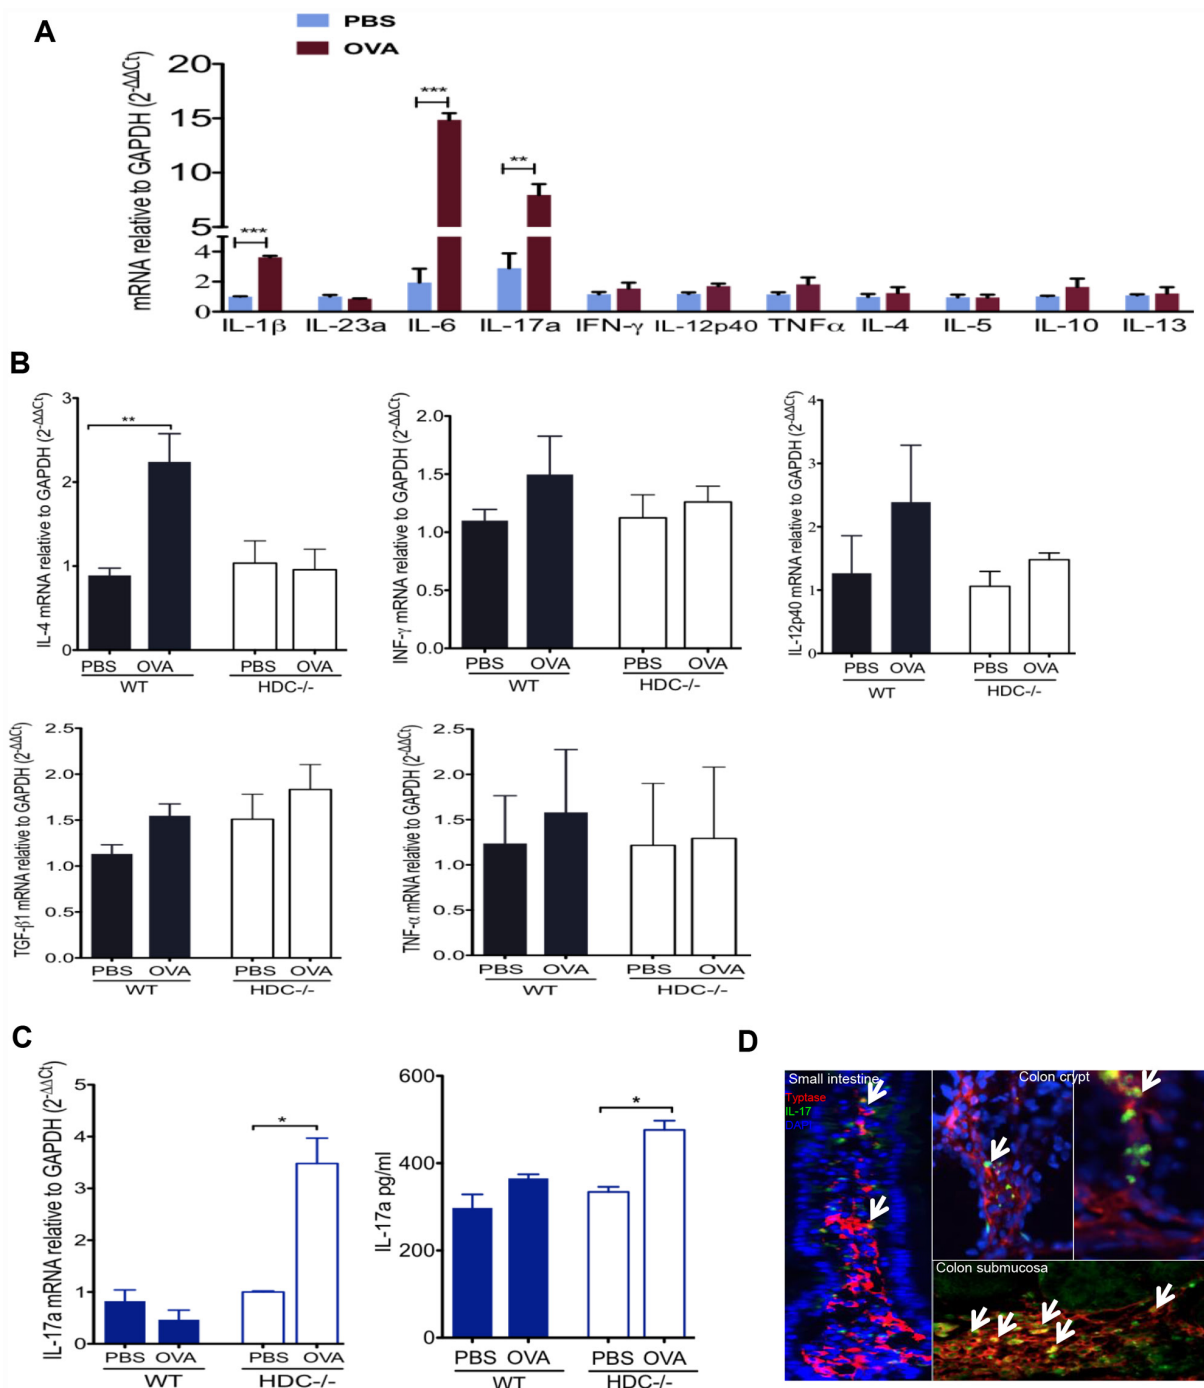 A
PBS
OVA
mRNA relative to GAPDH (2-ΔΔCt)
20
15
10
5
4
2
0
***
***
**
IL-1β IL-23a IL-6 IL-17a IFN-γ IL-12p40 TNFα IL-4 IL-5 IL-10 IL-13
B
IL-4 mRNA relative to GAPDH (2-ΔΔCt)
3
2
1
0
**
PBS OVA PBS OVA
WT HDC-/-
INF-γ mRNA relative to GAPDH (2-ΔΔCt)
2.0
1.5
1.0
0.5
0.0
PBS OVA PBS OVA
WT HDC-/-
IL-12p40 mRNA relative to GAPDH (2-ΔΔCt)
4
3
2
1
0
PBS OVA PBS OVA
WT HDC-/-
TGF-β1 mRNA relative to GAPDH (2-ΔΔCt)
2.5
2.0
1.5
1.0
0.5
0.0
PBS OVA PBS OVA
WT HDC-/-
TNF-α mRNA relative to GAPDH (2-ΔΔCt)
2.5
2.0
1.5
1.0
0.5
0.0
PBS OVA PBS OVA
WT HDC-/-
C
IL-17a mRNA relative to GAPDH (2-ΔΔCt)
5
4
3
2
1
0
*
PBS OVA PBS OVA
WT HDC-/-
IL-17a pg/ml
600
400
200
0
*
PBS OVA PBS OVA
WT HDC-/-
D
Small intestine
Typtase
IL-17
DAPI
Colon crypt
Colon submucosa